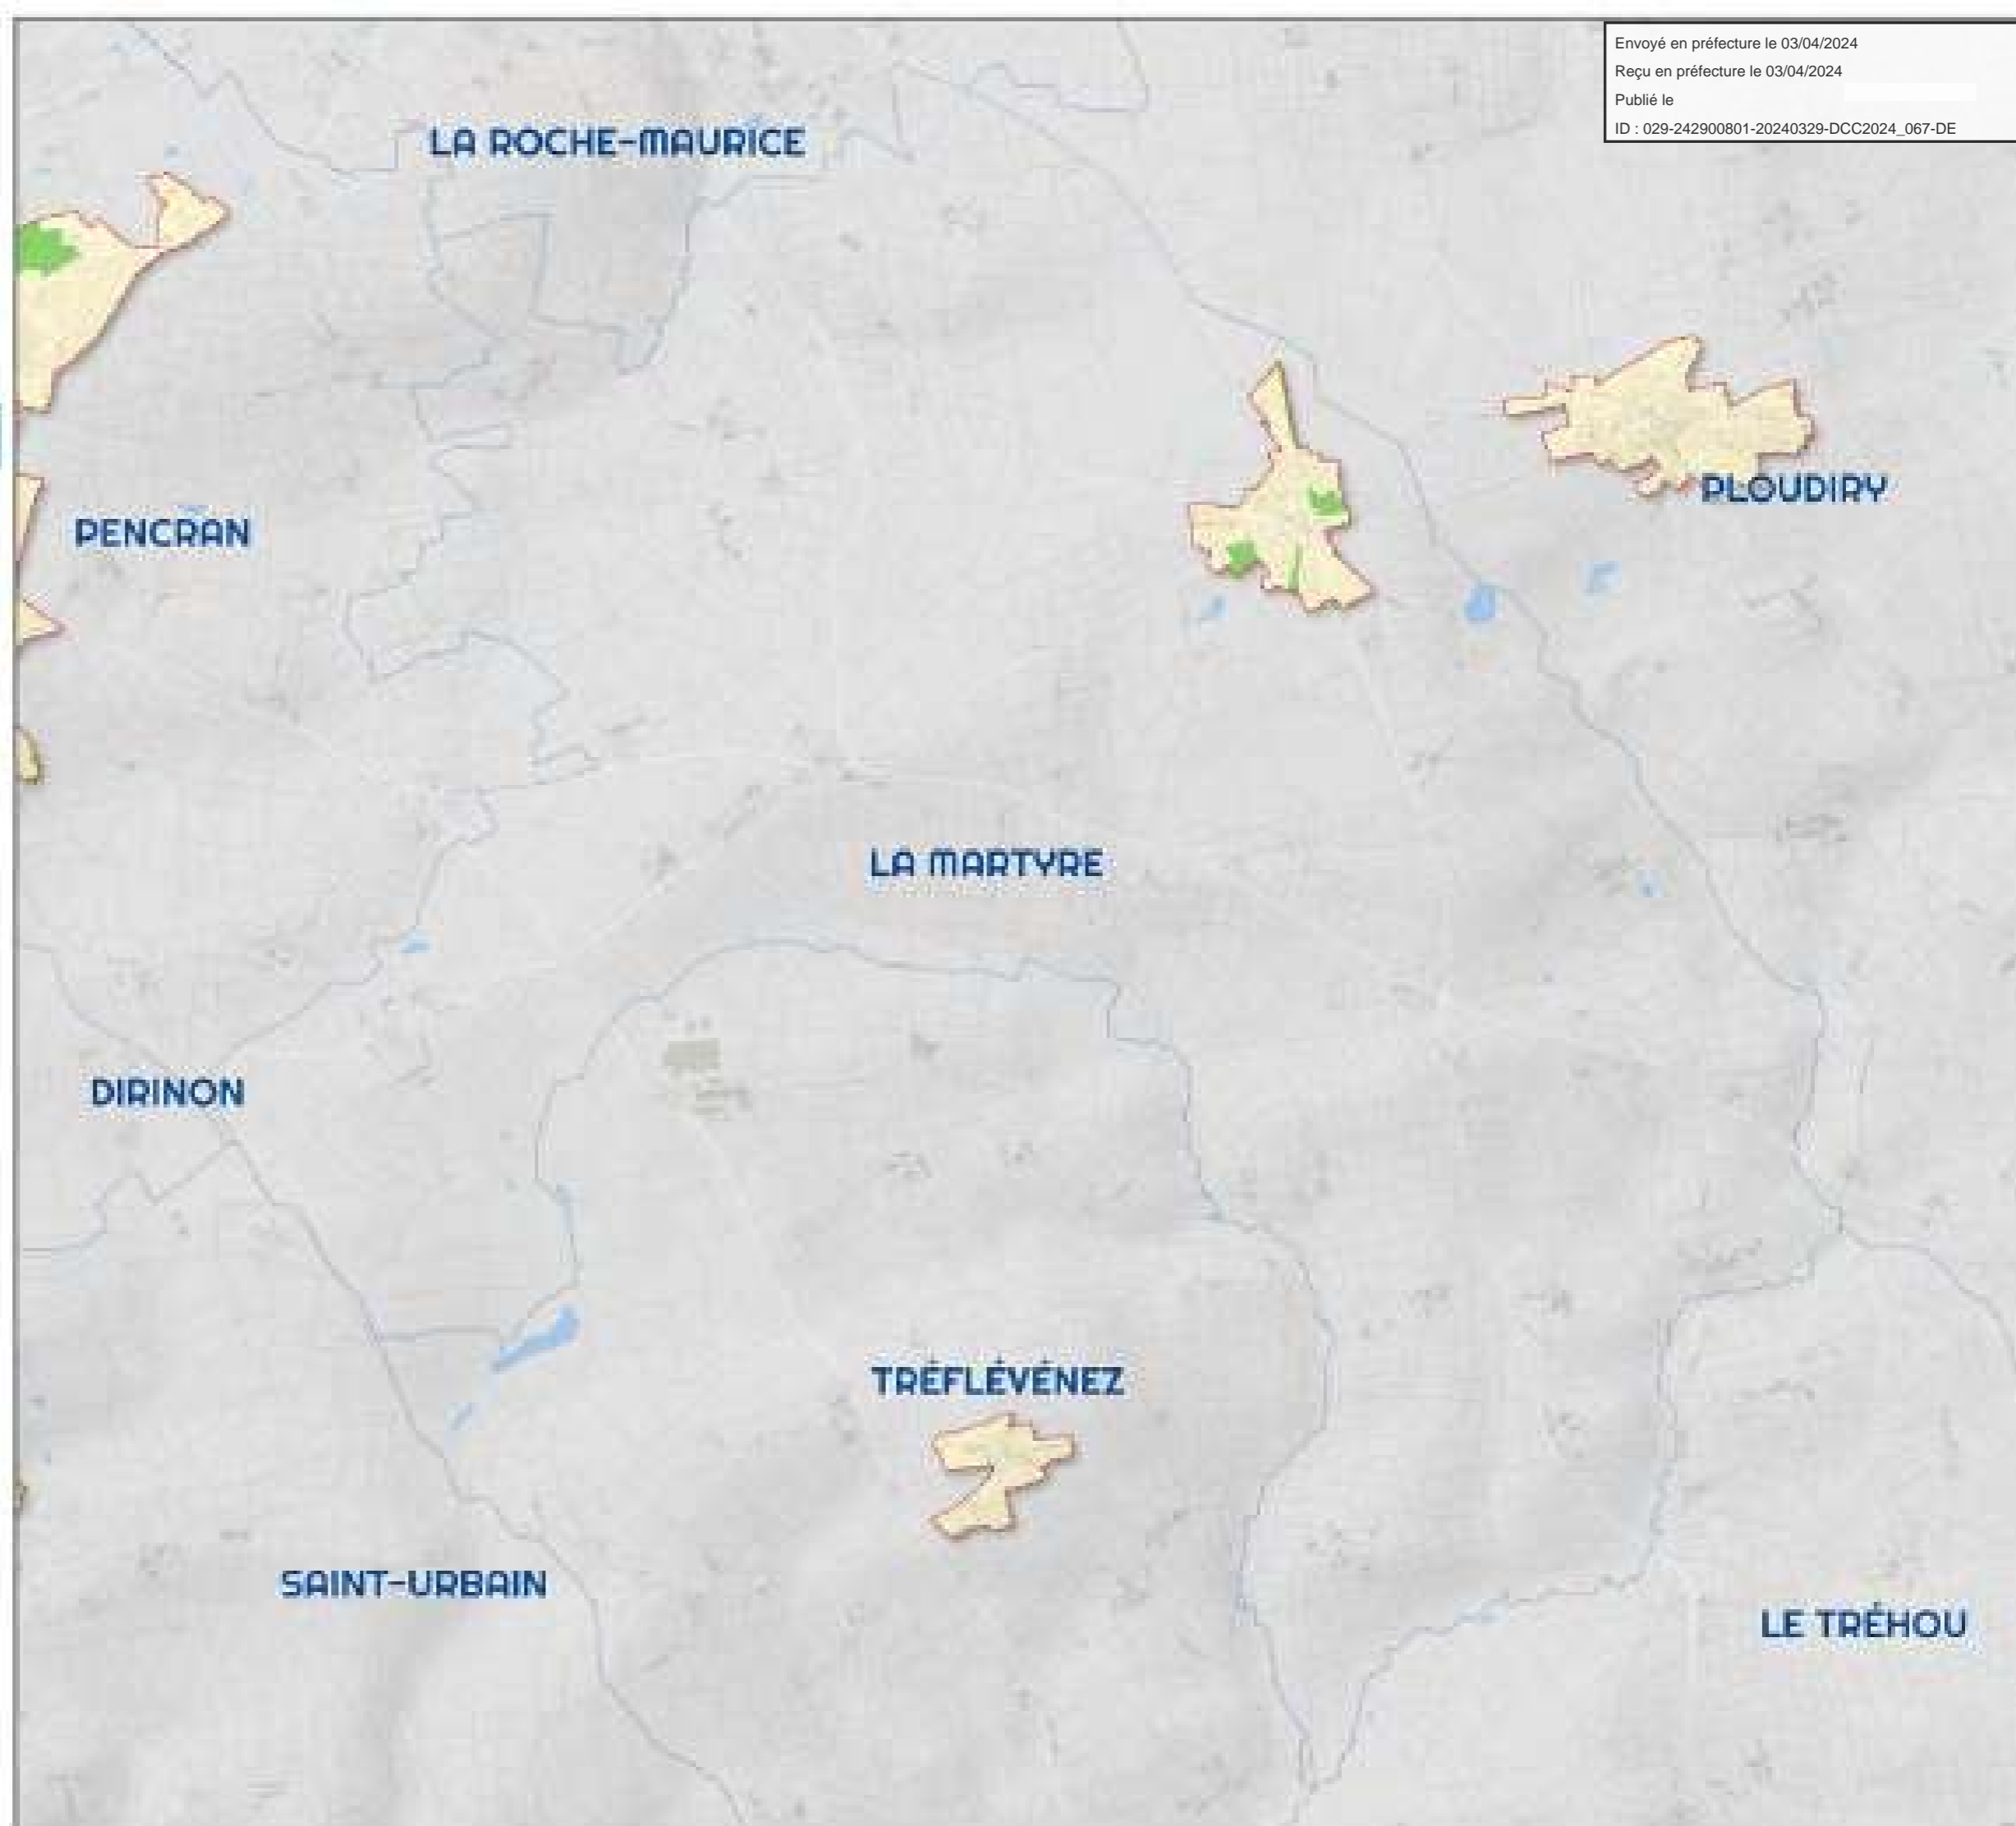 Envoyé en préfecture le 03/04/2024
Reçu en préfecture le 03/04/2024
Publié le
ID : 029-242900801-20240329-DCC2024_067-DE
LA ROCHE-MAURICE
PLOUDIRY
PENCRAN
LA MARTYRE
DIRINON
TRÉFLÉVÉNEZ
SAINT-URBAIN
LE TRÉHOU